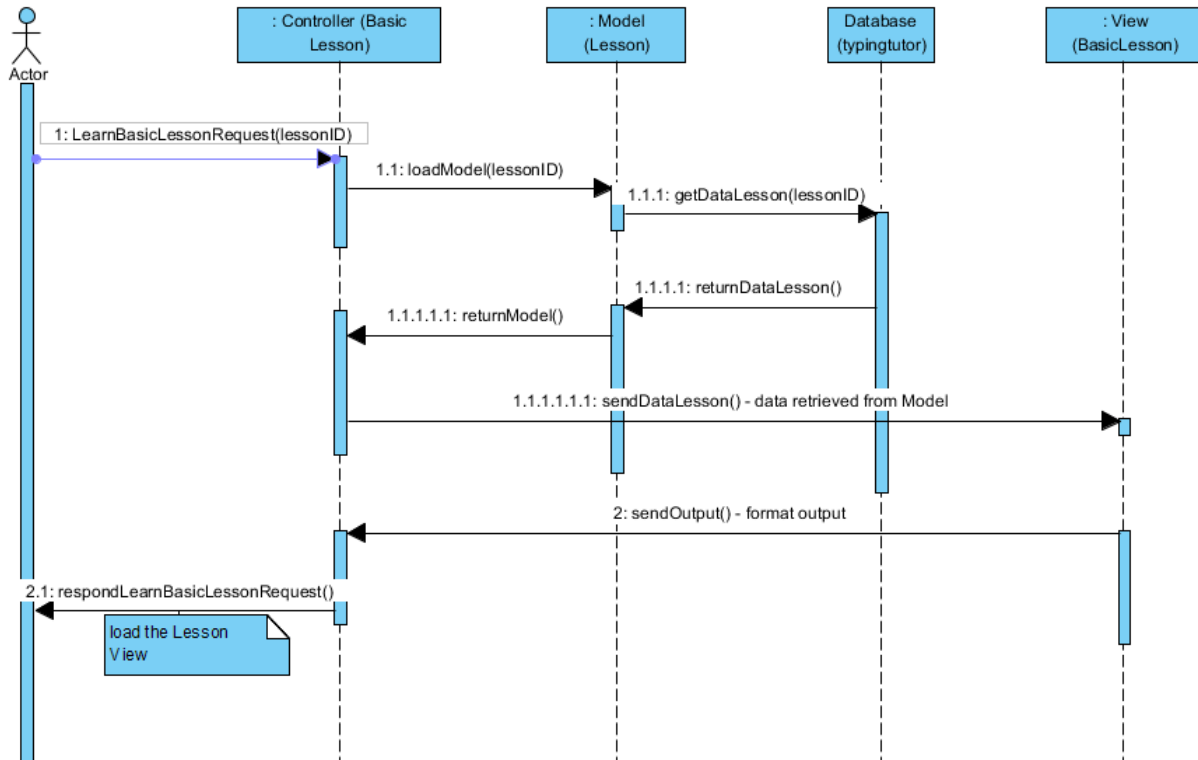 Actor
: Controller (Basic
Lesson)
: Model
(Lesson)
Database
(typingtutor)
: View
(BasicLesson)
1: LearnBasicLessonRequest(lessonID)
1.1: loadModel(lessonID)
1.1.1: getDataLesson(lessonID)
1.1.1.1: returnDataLesson()
1.1.1.1.1: returnModel()
1.1.1.1.1.1: sendDataLesson() - data retrieved from Model
2: sendOutput() - format output
2.1: respondLearnBasicLessonRequest()
load the Lesson
View